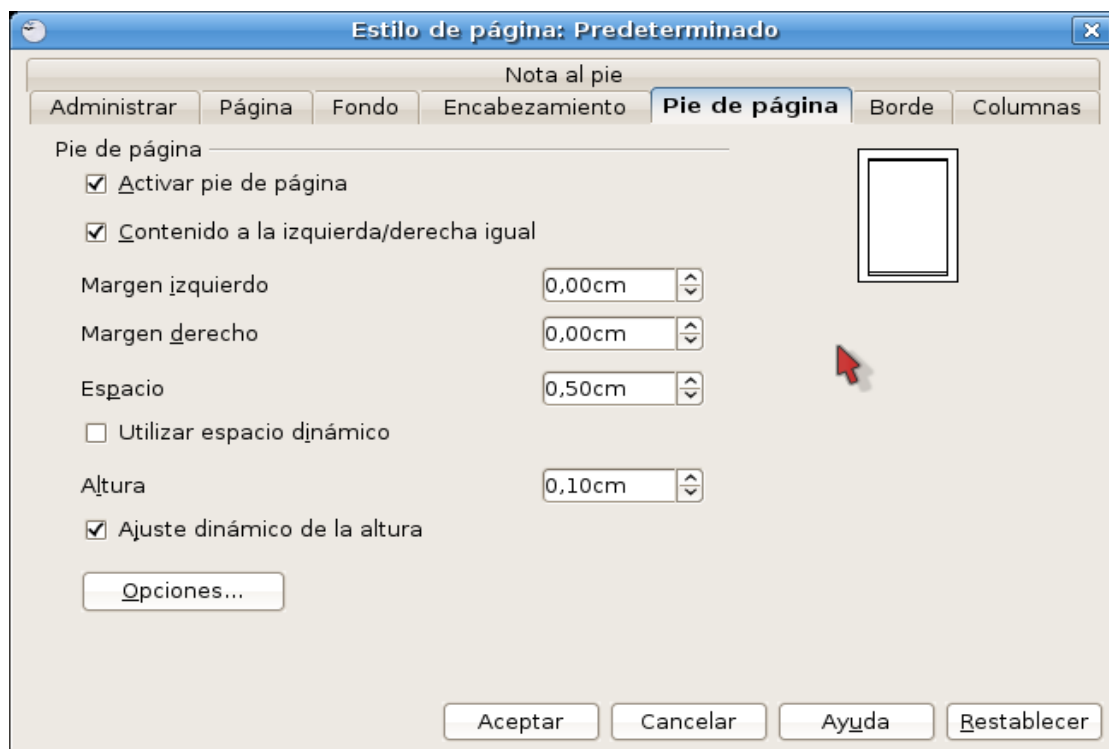 Estilo de página: Predeterminado
Nota al pie
Administrar Página Fondo Encabezamiento Pie de página Borde Columnas
Pie de página
Activar pie de página
Contenido a la izquierda/derecha igual
Margen izquierdo 0,00cm
Margen derecho 0,00cm
Espacio 0,50cm
Utilizar espacio dinámico
Altura 0,10cm
Ajuste dinámico de la altura
Opciones...
Aceptar Cancelar Ayuda Restablecer